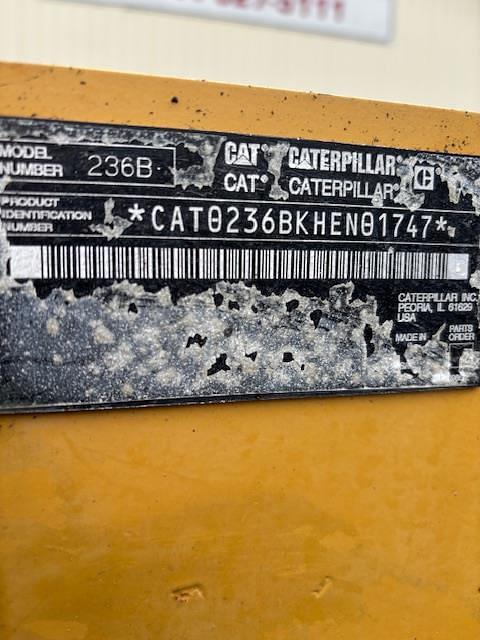 MODEL
NUMBER 236B
CAT® CATERPILLAR®
CAT® CATERPILLAR®
PRODUCT
IDENTIFICATION
NUMBER
*CAT0236BKHEN01747*
CATERPILLAR INC.
PEORIA, IL 61629
USA
MADE IN
PARTS
ORDER